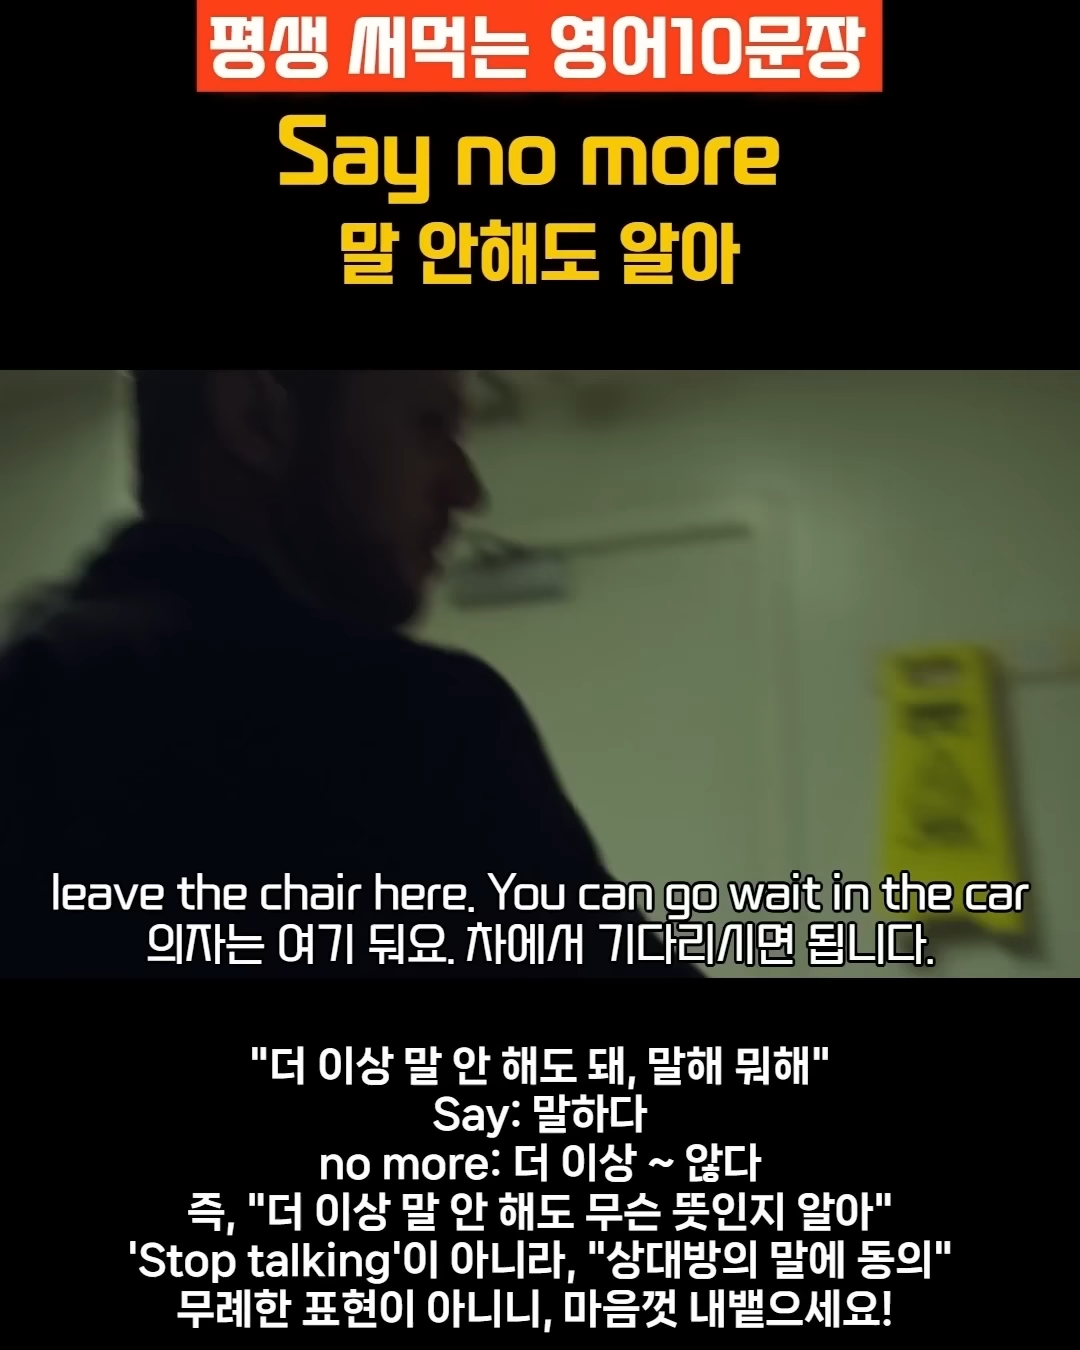 평생 써먹는 영어10문장
Say no more
말 안해도 알아
leave the chair here. You can go wait in the car
의자는 여기 둬요. 차에서 기다리시면 됩니다.
"더 이상 말 안 해도 돼, 말해 뭐해"
Say: 말하다
no more: 더 이상 ~ 않다
즉, "더 이상 말 안 해도 무슨 뜻인지 알아"
'Stop talking'이 아니라, "상대방의 말에 동의"
무례한 표현이 아니니, 마음껏 내뱉으세요!